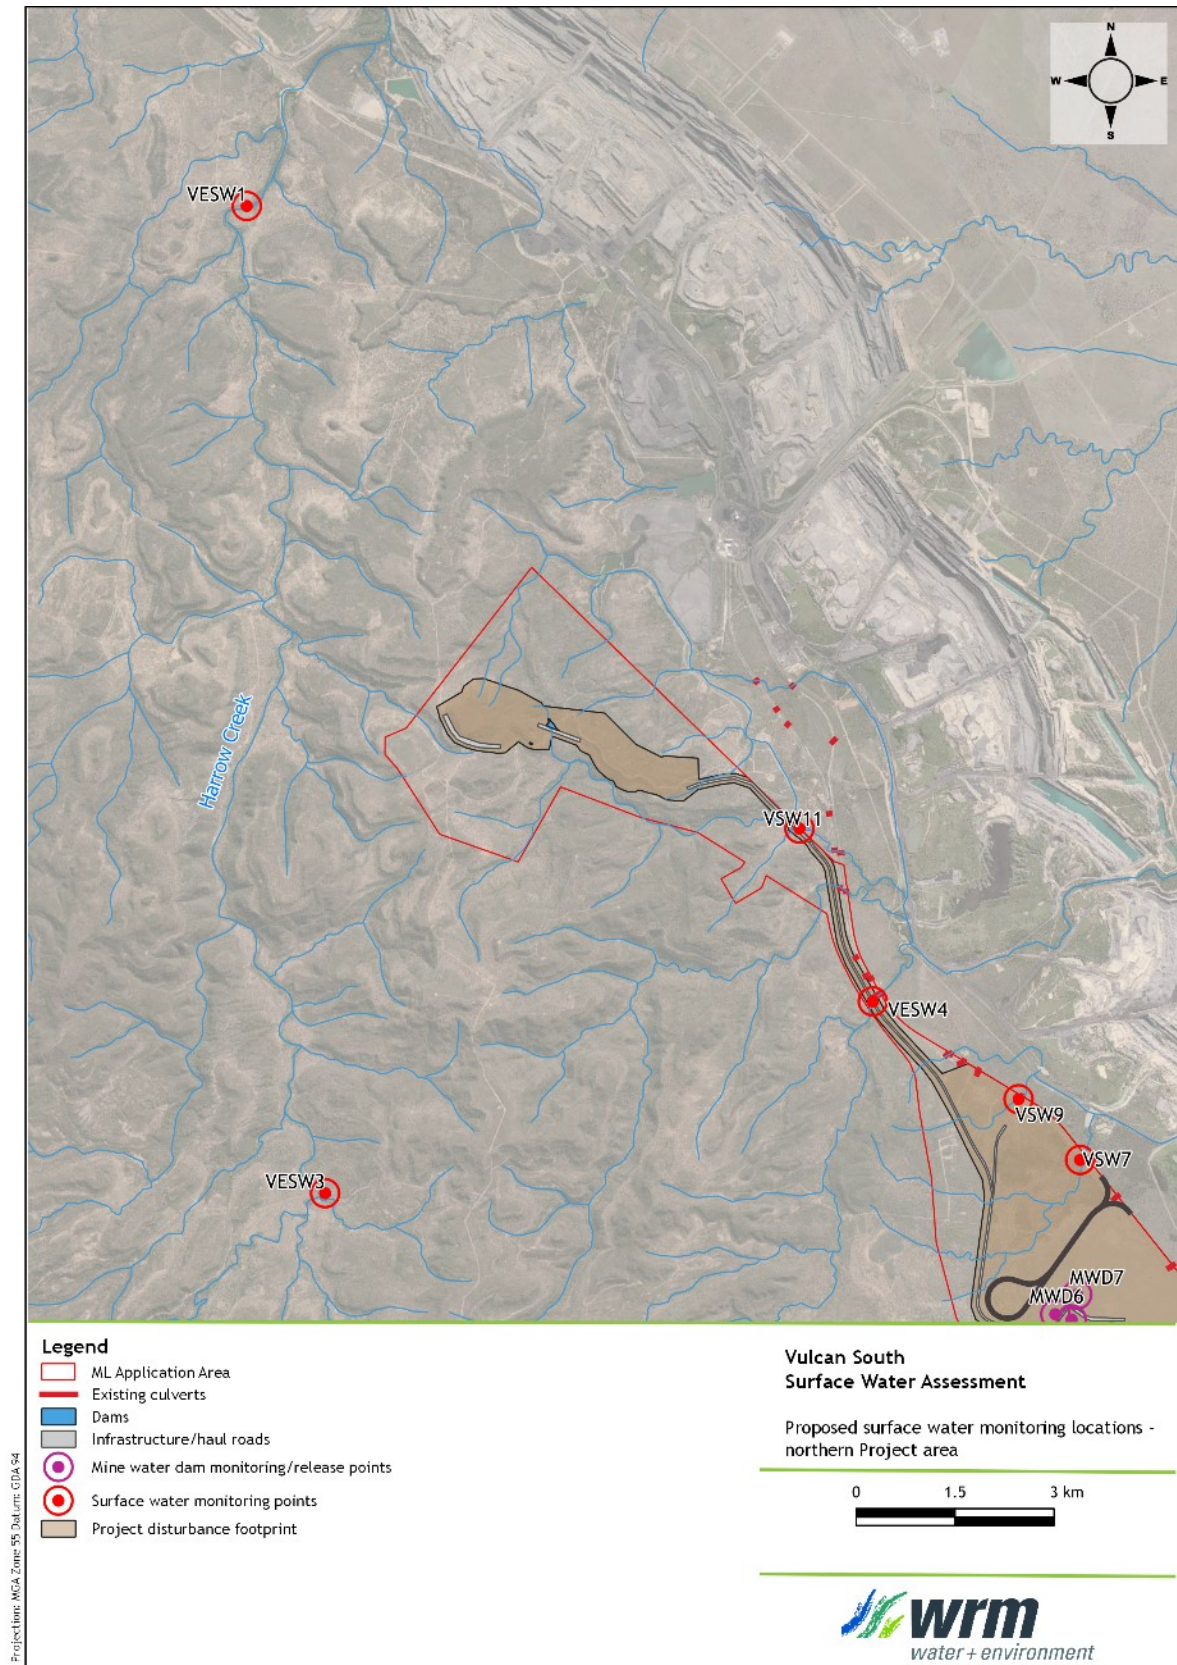 N
W E
S
VESW1
Harrow Creek
VSW11
VESW4
VSW9
VSW7
VESW3
MWD7
MWD6
Legend
ML Application Area
Existing culverts
Dams
Infrastructure/haul roads
Mine water dam monitoring/release points
Surface water monitoring points
Project disturbance footprint
Vulcan South
Surface Water Assessment
Proposed surface water monitoring locations -
northern Project area
0 1.5 3 km
wrm
water + environment
Projection: MGA Zone 55 Datum: GDA 94